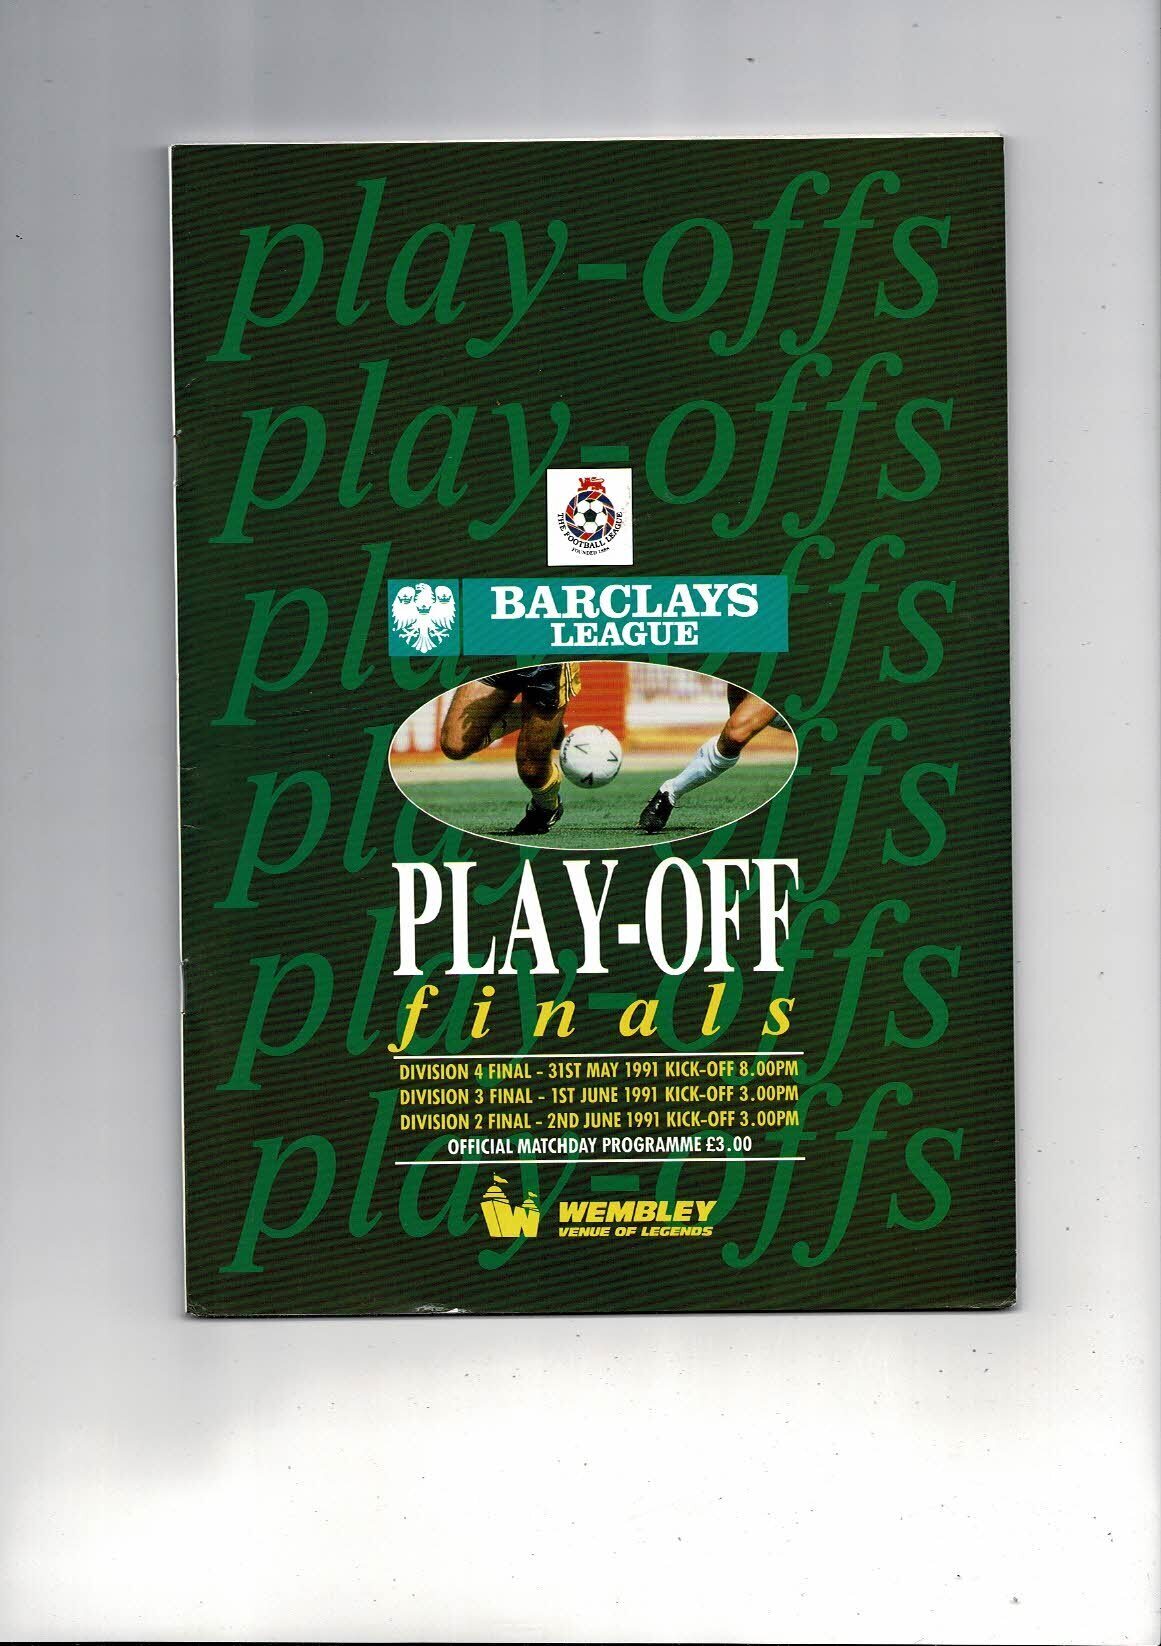 play-offs
play-offs
THE FOOTBALL LEAGUE
FOUNDED 1888
play-offs
BARCLAYS
LEAGUE
play-offs
PLAY-OFF
play-offs
finals
DIVISION 4 FINAL - 31ST MAY 1991 KICK-OFF 8.00PM
DIVISION 3 FINAL - 1ST JUNE 1991 KICK-OFF 3.00PM
DIVISION 2 FINAL - 2ND JUNE 1991 KICK-OFF 3.00PM
OFFICIAL MATCHDAY PROGRAMME £3.00
play-offs
W WEMBLEY
VENUE OF LEGENDS